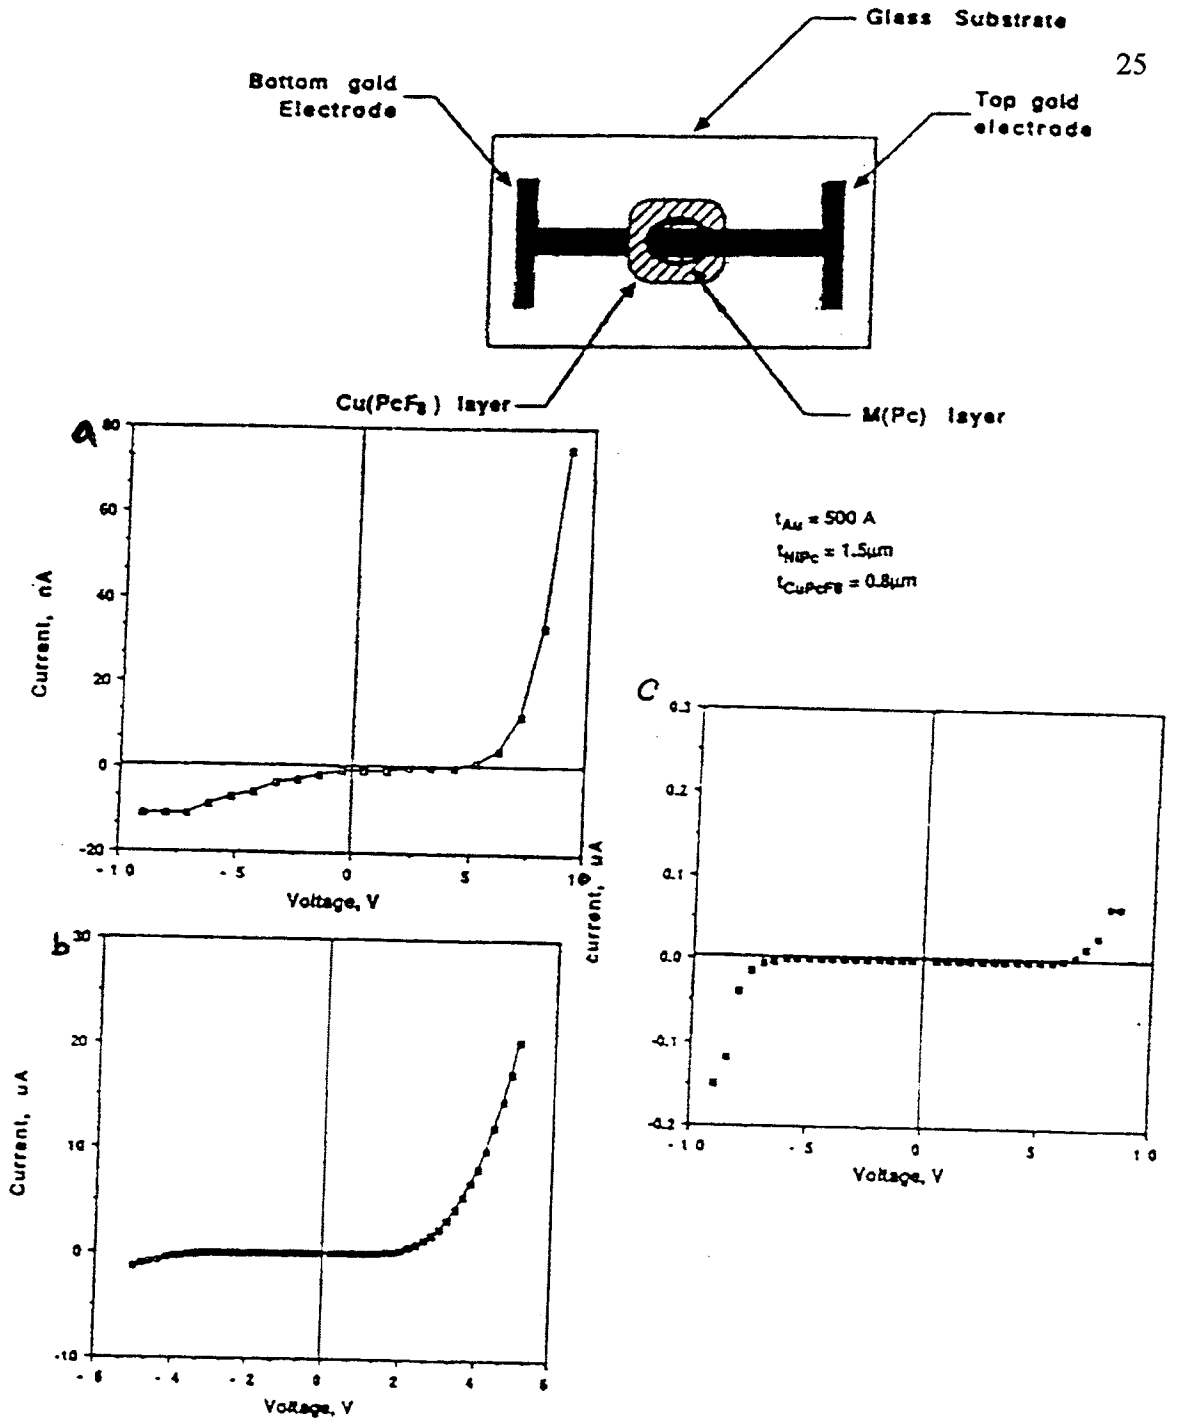 Glass Substrate
25
Bottom gold
Electrode
Top gold
electrode
Cu(PcF₈) layer
M(Pc) layer
a
80
60
40
20
0
-20
Current, nA
-10
-5
0
5
10
Voltage, V
t_Au = 500 A
t_NiPc = 1.5μm
t_CuPcF8 = 0.8μm
b
30
20
10
0
-10
Current, uA
-6
-4
-2
0
2
4
6
Voltage, V
C
0.3
0.2
0.1
0.0
-0.1
-0.2
current, uA
-10
-5
0
5
10
Voltage, V